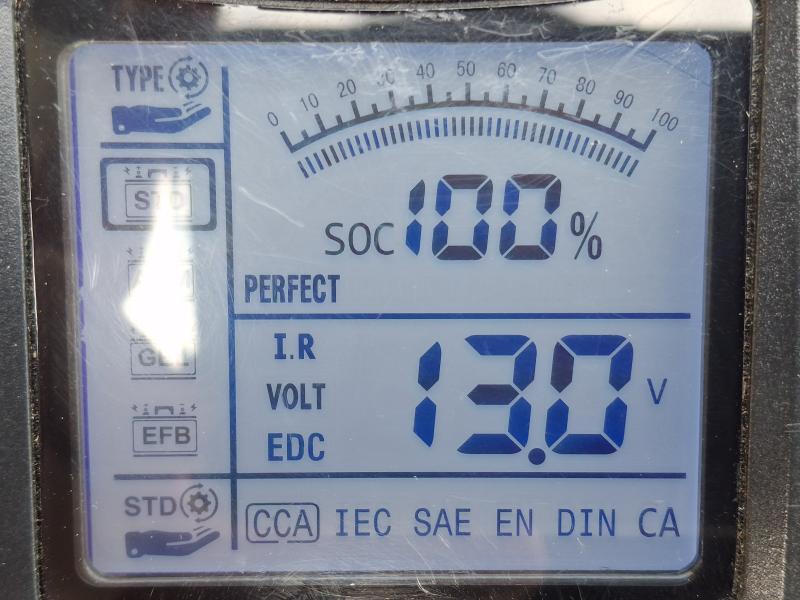 TYPE
0 10 20 30 40 50 60 70 80 90 100
STD
SOC 100 %
PERFECT
I.R
VOLT 13.0 V
EDC
EFB
STD
CCA IEC SAE EN DIN CA